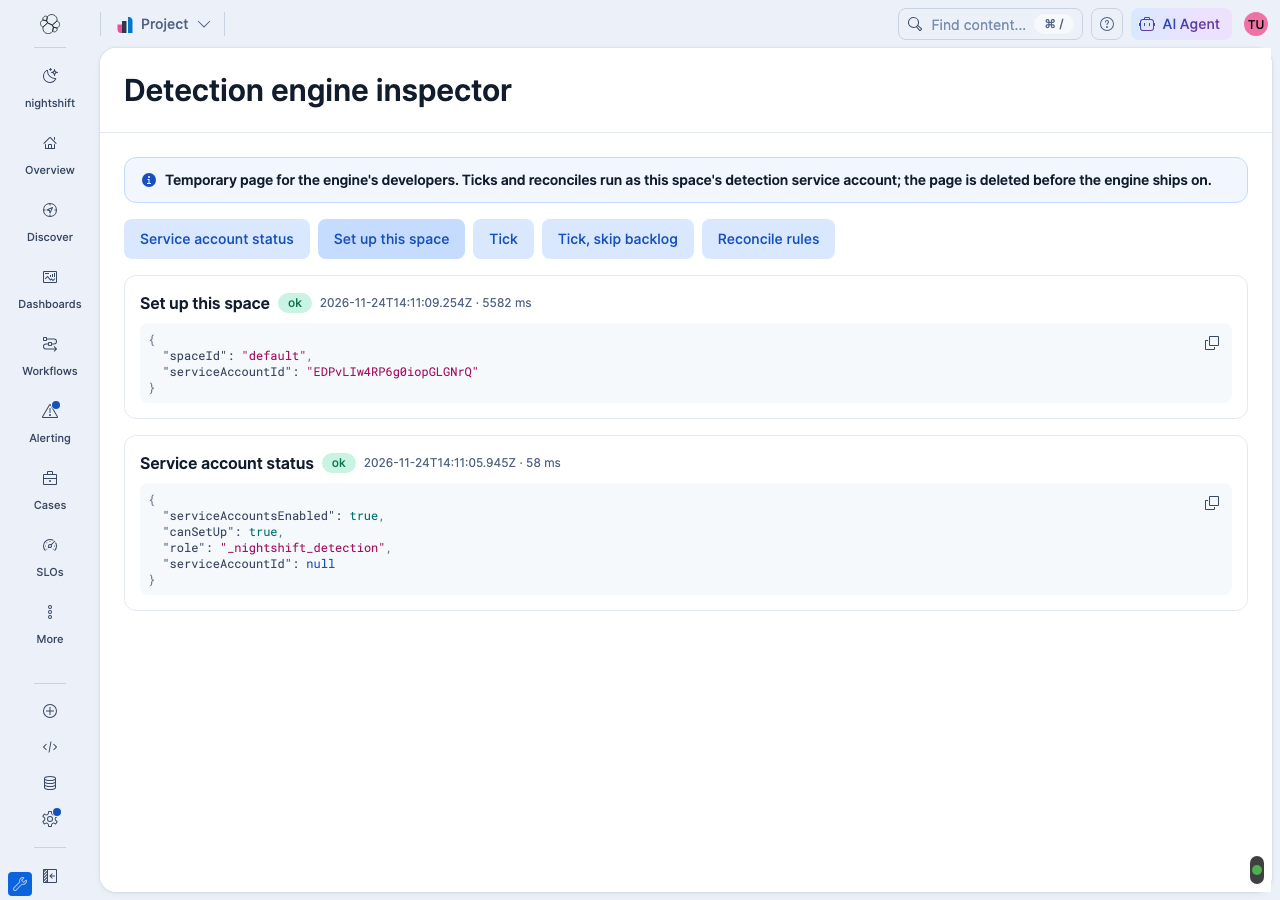 Project
Find content...
⌘ /
AI Agent
TU
nightshift
Overview
Discover
Dashboards
Workflows
Alerting
Cases
SLOs
More
Detection engine inspector
Temporary page for the engine's developers. Ticks and reconciles run as this space's detection service account; the page is deleted before the engine ships on.
Service account status
Set up this space
Tick
Tick, skip backlog
Reconcile rules
Set up this space ok 2026-11-24T14:11:09.254Z · 5582 ms
{
"spaceId": "default",
"serviceAccountId": "EDPvLIw4RP6g0iopGLGNrQ"
}
Service account status ok 2026-11-24T14:11:05.945Z · 58 ms
{
"serviceAccountsEnabled": true,
"canSetUp": true,
"role": "_nightshift_detection",
"serviceAccountId": null
}